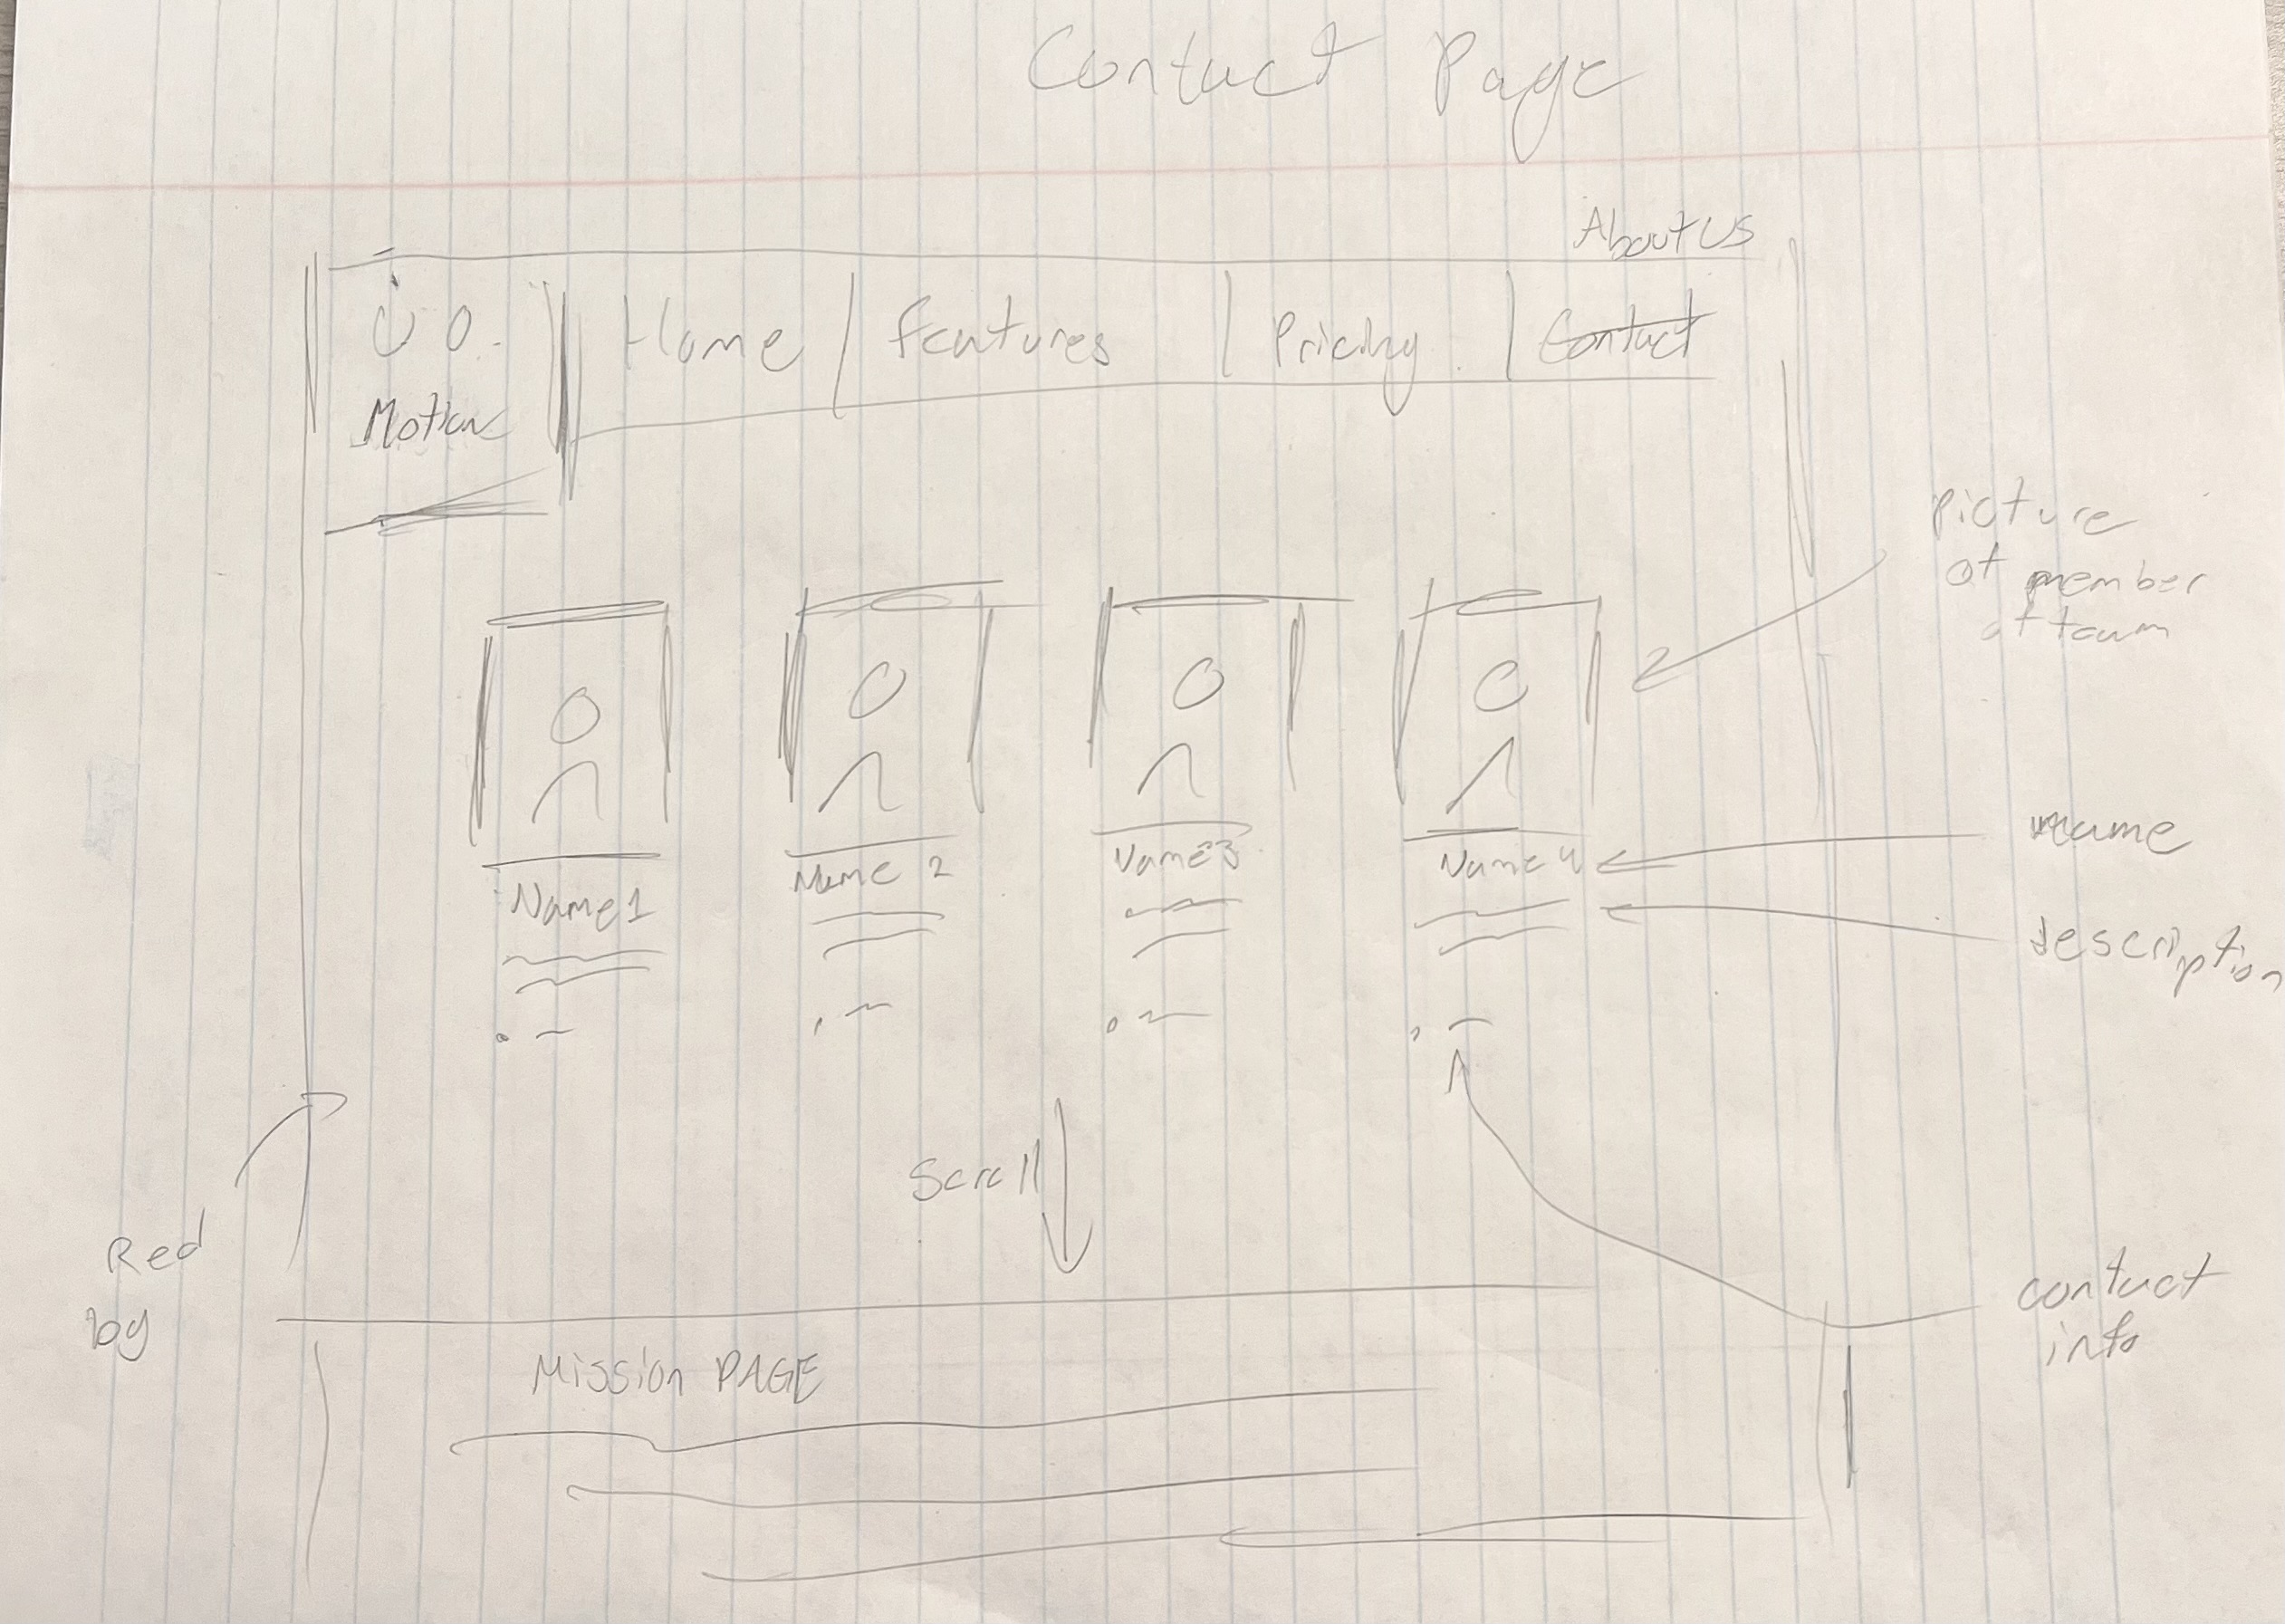 Contact Page
About US
Home Features Pricing Contact
Motion
Picture
of member
of team
Name1 Name 2 Name3 Name 4
name
description
Scroll
Red
bg
contact
info
Mission PAGE